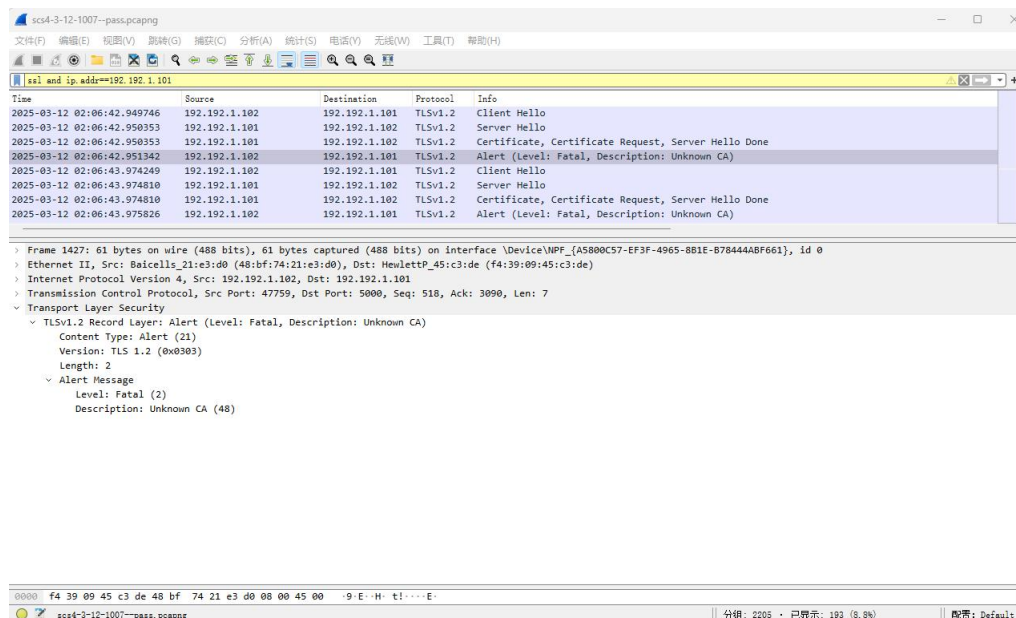 scs4-3-12-1007--pass.pcapng
文件(F) 编辑(E) 视图(V) 跳转(G) 捕获(C) 分析(A) 统计(S) 电话(Y) 无线(W) 工具(T) 帮助(H)
ssl and ip.addr==192.192.1.101
Time Source Destination Protocol Info
2025-03-12 02:06:42.949746 192.192.1.102 192.192.1.101 TLSv1.2 Client Hello
2025-03-12 02:06:42.950353 192.192.1.101 192.192.1.102 TLSv1.2 Server Hello
2025-03-12 02:06:42.950353 192.192.1.101 192.192.1.102 TLSv1.2 Certificate, Certificate Request, Server Hello Done
2025-03-12 02:06:42.951342 192.192.1.102 192.192.1.101 TLSv1.2 Alert (Level: Fatal, Description: Unknown CA)
2025-03-12 02:06:43.974249 192.192.1.102 192.192.1.101 TLSv1.2 Client Hello
2025-03-12 02:06:43.974810 192.192.1.101 192.192.1.102 TLSv1.2 Server Hello
2025-03-12 02:06:43.974810 192.192.1.101 192.192.1.102 TLSv1.2 Certificate, Certificate Request, Server Hello Done
2025-03-12 02:06:43.975826 192.192.1.102 192.192.1.101 TLSv1.2 Alert (Level: Fatal, Description: Unknown CA)
Frame 1427: 61 bytes on wire (488 bits), 61 bytes captured (488 bits) on interface \Device\NPF_{A5800C57-EF3F-4965-8B1E-B78444ABF661}, id 0
Ethernet II, Src: Baicells_21:e3:d0 (48:bf:74:21:e3:d0), Dst: HewlettP_45:c3:de (f4:39:09:45:c3:de)
Internet Protocol Version 4, Src: 192.192.1.102, Dst: 192.192.1.101
Transmission Control Protocol, Src Port: 47759, Dst Port: 5000, Seq: 518, Ack: 3090, Len: 7
Transport Layer Security
TLSv1.2 Record Layer: Alert (Level: Fatal, Description: Unknown CA)
Content Type: Alert (21)
Version: TLS 1.2 (0x0303)
Length: 2
Alert Message
Level: Fatal (2)
Description: Unknown CA (48)
0000 f4 39 09 45 c3 de 48 bf 74 21 e3 d0 08 00 45 00 ·9·E··H· t!····E·
scs4-3-12-1007--pass.pcapng 分组: 2205 · 已显示: 193 (8.8%) 配置: Default